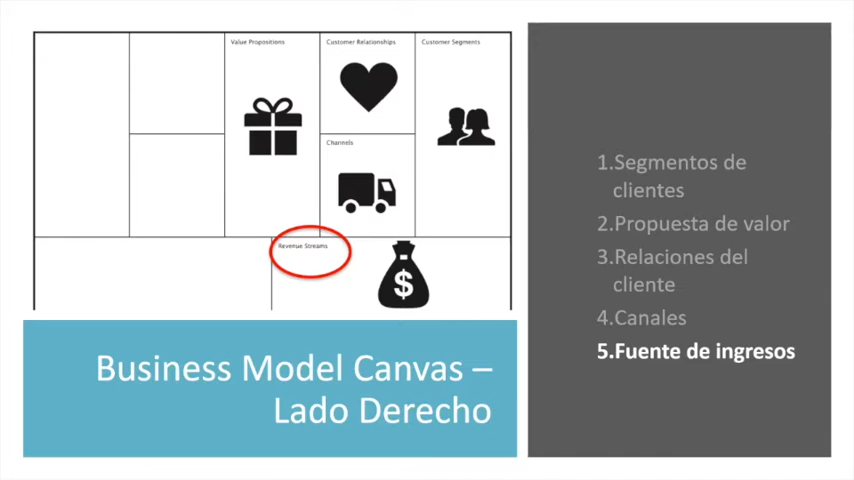 Value Propositions
Customer Relationships
Customer Segments
Channels
Revenue Streams
$
Business Model Canvas –
Lado Derecho
1.Segmentos de
clientes
2.Propuesta de valor
3.Relaciones del
cliente
4.Canales
5.Fuente de ingresos